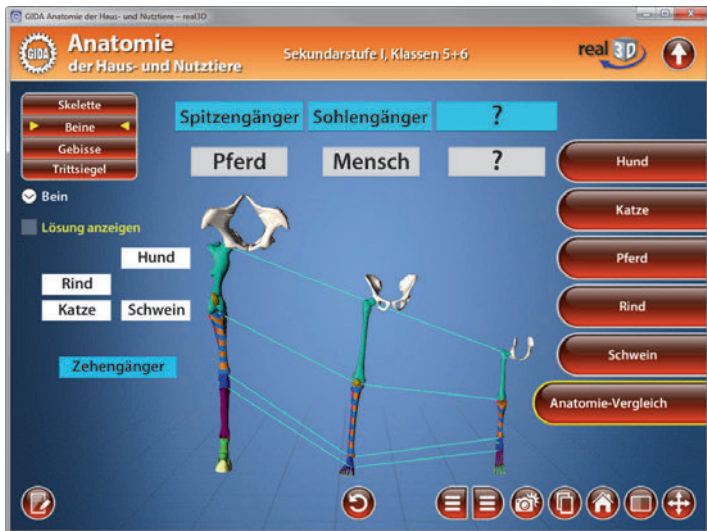 GIDA Anatomie der Haus- und Nutztiere – real3D
GIDA
Anatomie
der Haus- und Nutztiere
Sekundarstufe I, Klassen 5+6
real 3D
Skelette
Beine
Gebisse
Trittsiegel
Bein
Lösung anzeigen
Spitzengänger Sohlengänger ?
Pferd Mensch ?
Hund
Rind
Katze Schwein
Zehengänger
Hund
Katze
Pferd
Rind
Schwein
Anatomie-Vergleich